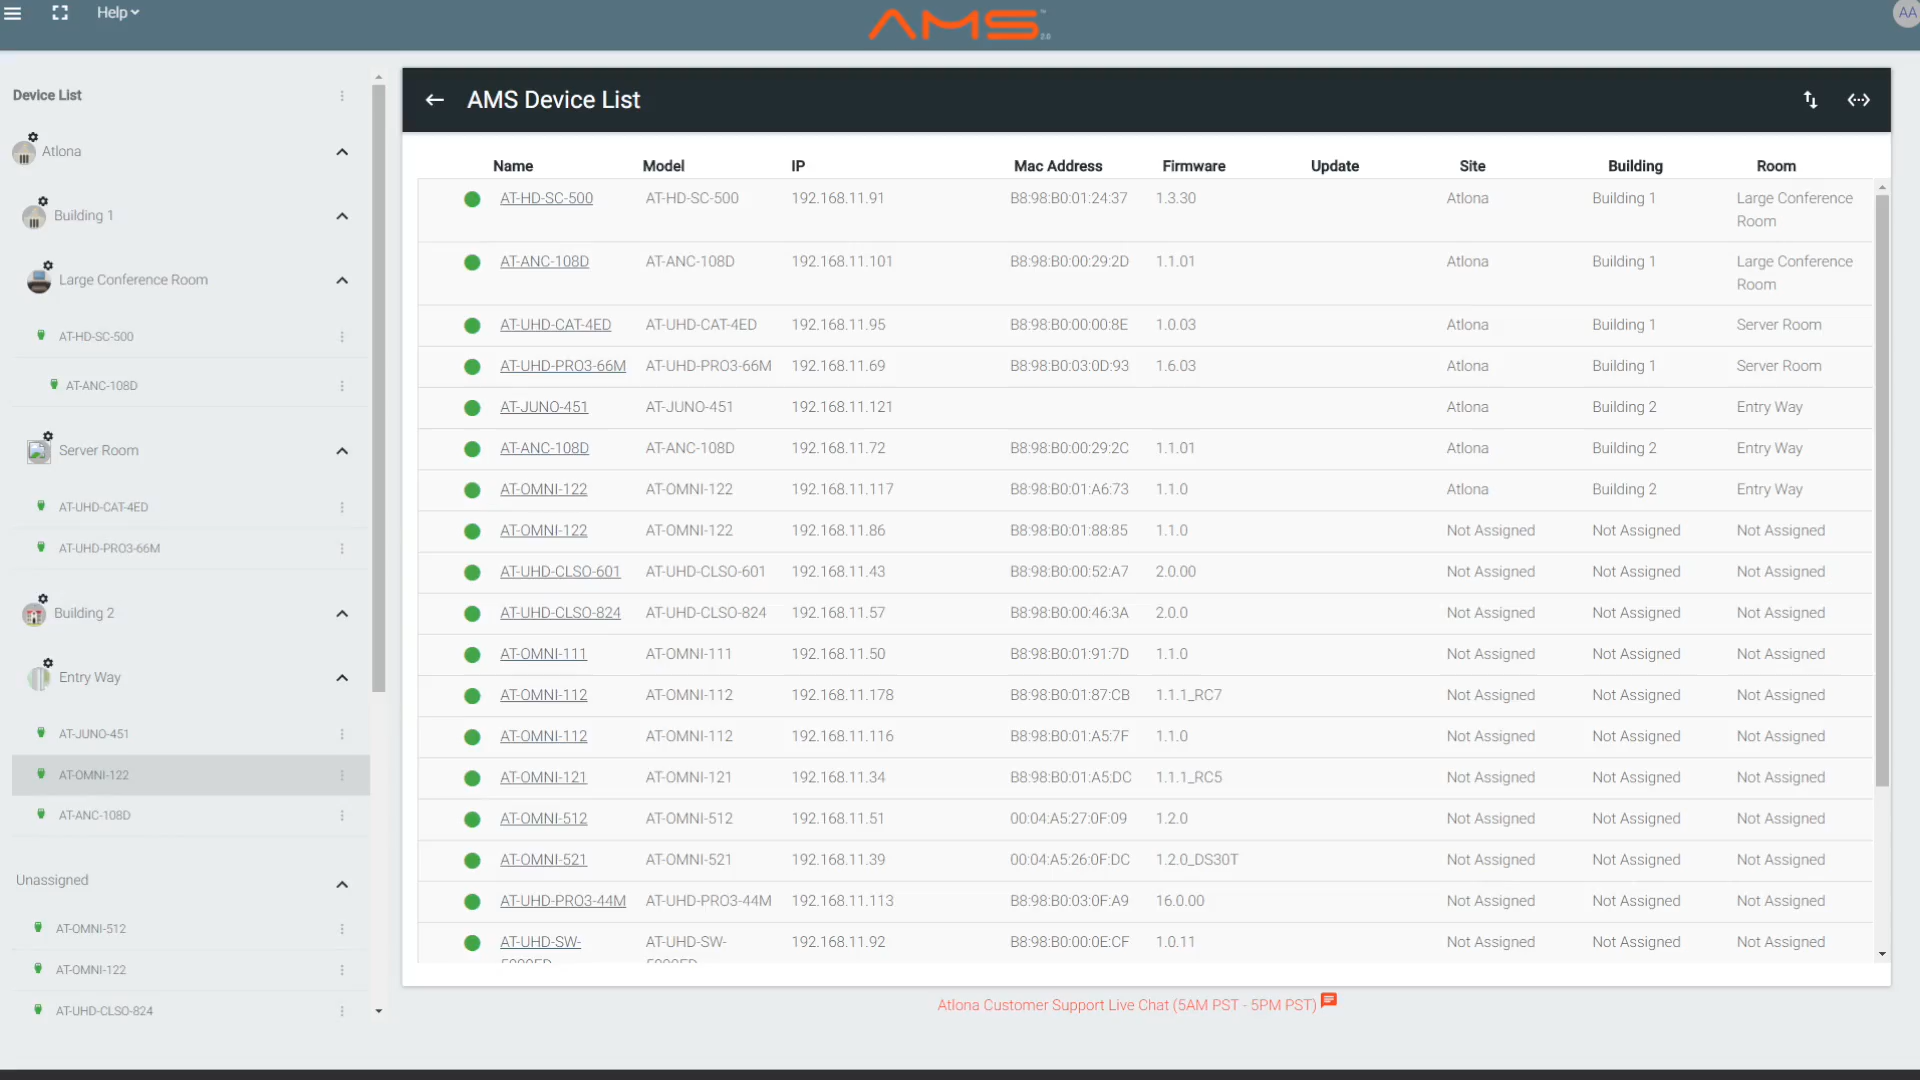 Help
AMS™ 2.0
AA
Device List
Atlona
Building 1
Large Conference Room
AT-HD-SC-500
AT-ANC-108D
Server Room
AT-UHD-CAT-4ED
AT-UHD-PRO3-66M
Building 2
Entry Way
AT-JUNO-451
AT-OMNI-122
AT-ANC-108D
Unassigned
AT-OMNI-512
AT-OMNI-122
AT-UHD-CLSO-824
AMS Device List
Name Model IP Mac Address Firmware Update Site Building Room
AT-HD-SC-500 AT-HD-SC-500 192.168.11.91 B8:98:B0:01:24:37 1.3.30 Atlona Building 1 Large Conference
Room
AT-ANC-108D AT-ANC-108D 192.168.11.101 B8:98:B0:00:29:2D 1.1.01 Atlona Building 1 Large Conference
Room
AT-UHD-CAT-4ED AT-UHD-CAT-4ED 192.168.11.95 B8:98:B0:00:00:8E 1.0.03 Atlona Building 1 Server Room
AT-UHD-PRO3-66M AT-UHD-PRO3-66M 192.168.11.69 B8:98:B0:03:0D:93 1.6.03 Atlona Building 1 Server Room
AT-JUNO-451 AT-JUNO-451 192.168.11.121 Atlona Building 2 Entry Way
AT-ANC-108D AT-ANC-108D 192.168.11.72 B8:98:B0:00:29:2C 1.1.01 Atlona Building 2 Entry Way
AT-OMNI-122 AT-OMNI-122 192.168.11.117 B8:98:B0:01:A6:73 1.1.0 Atlona Building 2 Entry Way
AT-OMNI-122 AT-OMNI-122 192.168.11.86 B8:98:B0:01:88:85 1.1.0 Not Assigned Not Assigned Not Assigned
AT-UHD-CLSO-601 AT-UHD-CLSO-601 192.168.11.43 B8:98:B0:00:52:A7 2.0.00 Not Assigned Not Assigned Not Assigned
AT-UHD-CLSO-824 AT-UHD-CLSO-824 192.168.11.57 B8:98:B0:00:46:3A 2.0.0 Not Assigned Not Assigned Not Assigned
AT-OMNI-111 AT-OMNI-111 192.168.11.50 B8:98:B0:01:91:7D 1.1.0 Not Assigned Not Assigned Not Assigned
AT-OMNI-112 AT-OMNI-112 192.168.11.178 B8:98:B0:01:87:CB 1.1.1_RC7 Not Assigned Not Assigned Not Assigned
AT-OMNI-112 AT-OMNI-112 192.168.11.116 B8:98:B0:01:A5:7F 1.1.0 Not Assigned Not Assigned Not Assigned
AT-OMNI-121 AT-OMNI-121 192.168.11.34 B8:98:B0:01:A5:DC 1.1.1_RC5 Not Assigned Not Assigned Not Assigned
AT-OMNI-512 AT-OMNI-512 192.168.11.51 00:04:A5:27:0F:09 1.2.0 Not Assigned Not Assigned Not Assigned
AT-OMNI-521 AT-OMNI-521 192.168.11.39 00:04:A5:26:0F:DC 1.2.0_DS30T Not Assigned Not Assigned Not Assigned
AT-UHD-PRO3-44M AT-UHD-PRO3-44M 192.168.11.113 B8:98:B0:03:0F:A9 16.0.00 Not Assigned Not Assigned Not Assigned
AT-UHD-SW- AT-UHD-SW- 192.168.11.92 B8:98:B0:00:0E:CF 1.0.11 Not Assigned Not Assigned Not Assigned
Atlona Customer Support Live Chat (5AM PST - 5PM PST)